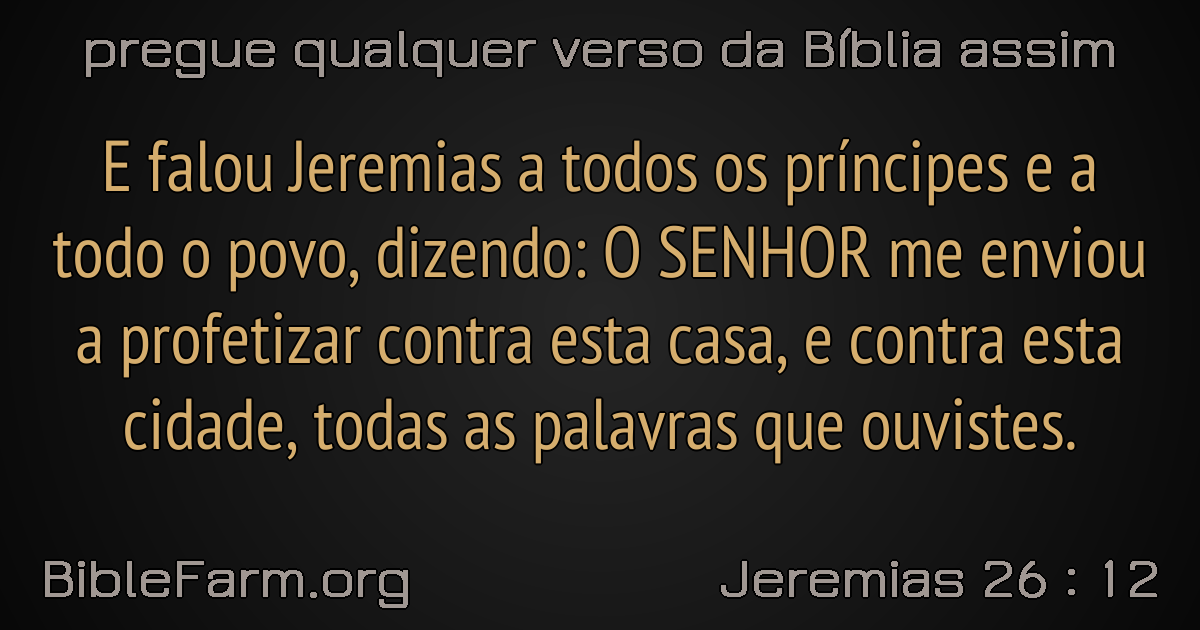 pregue qualquer verso da Bíblia assim
E falou Jeremias a todos os príncipes e a
todo o povo, dizendo: O SENHOR me enviou
a profetizar contra esta casa, e contra esta
cidade, todas as palavras que ouvistes.
BibleFarm.org
Jeremias 26 : 12